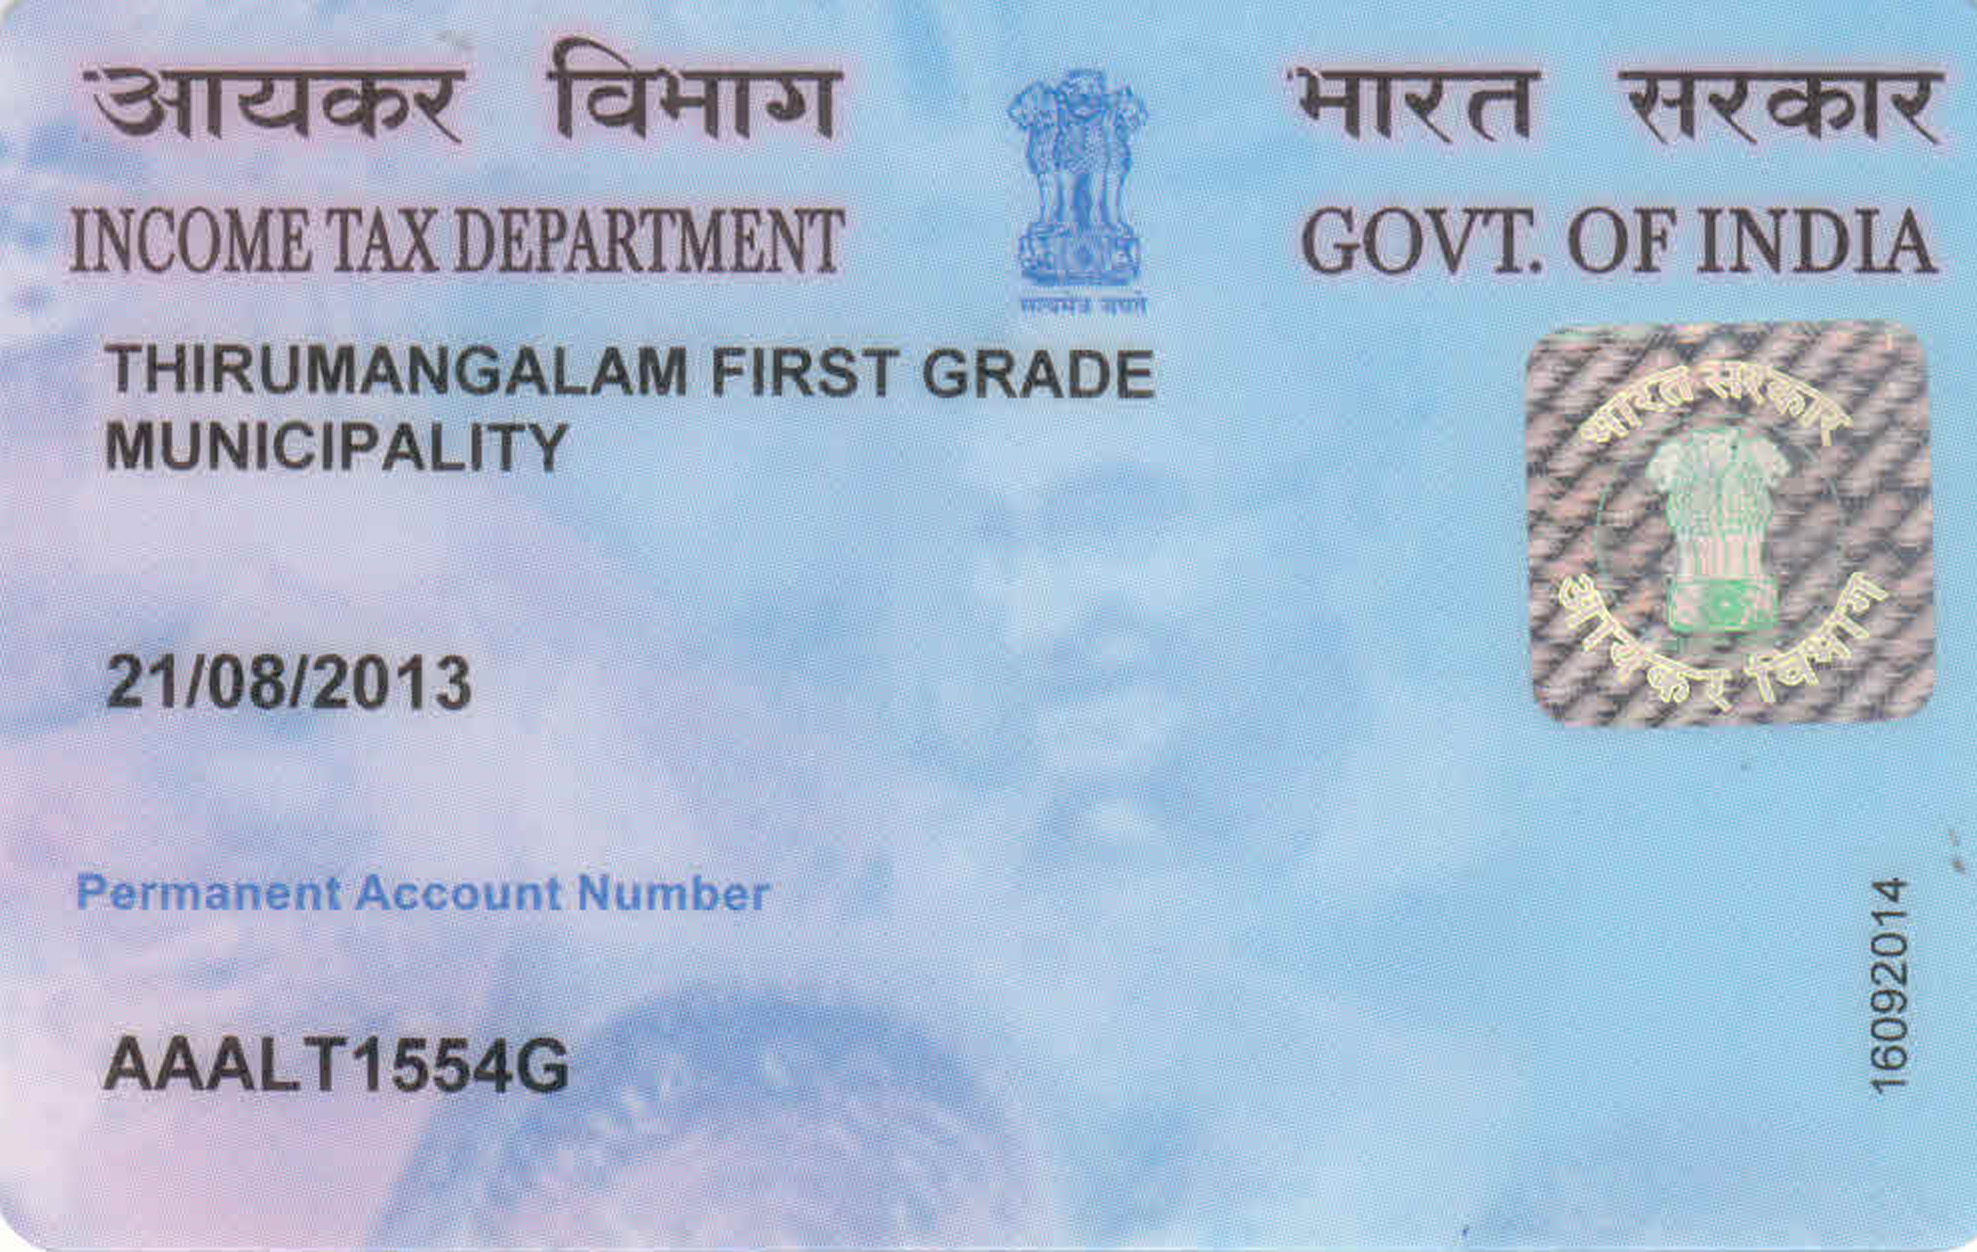 आयकर विभाग
भारत सरकार
INCOME TAX DEPARTMENT
GOVT. OF INDIA
सत्यमेव जयते
THIRUMANGALAM FIRST GRADE
MUNICIPALITY
भारत सरकार
आयकर विभाग
21/08/2013
Permanent Account Number
AAALT1554G
16092014